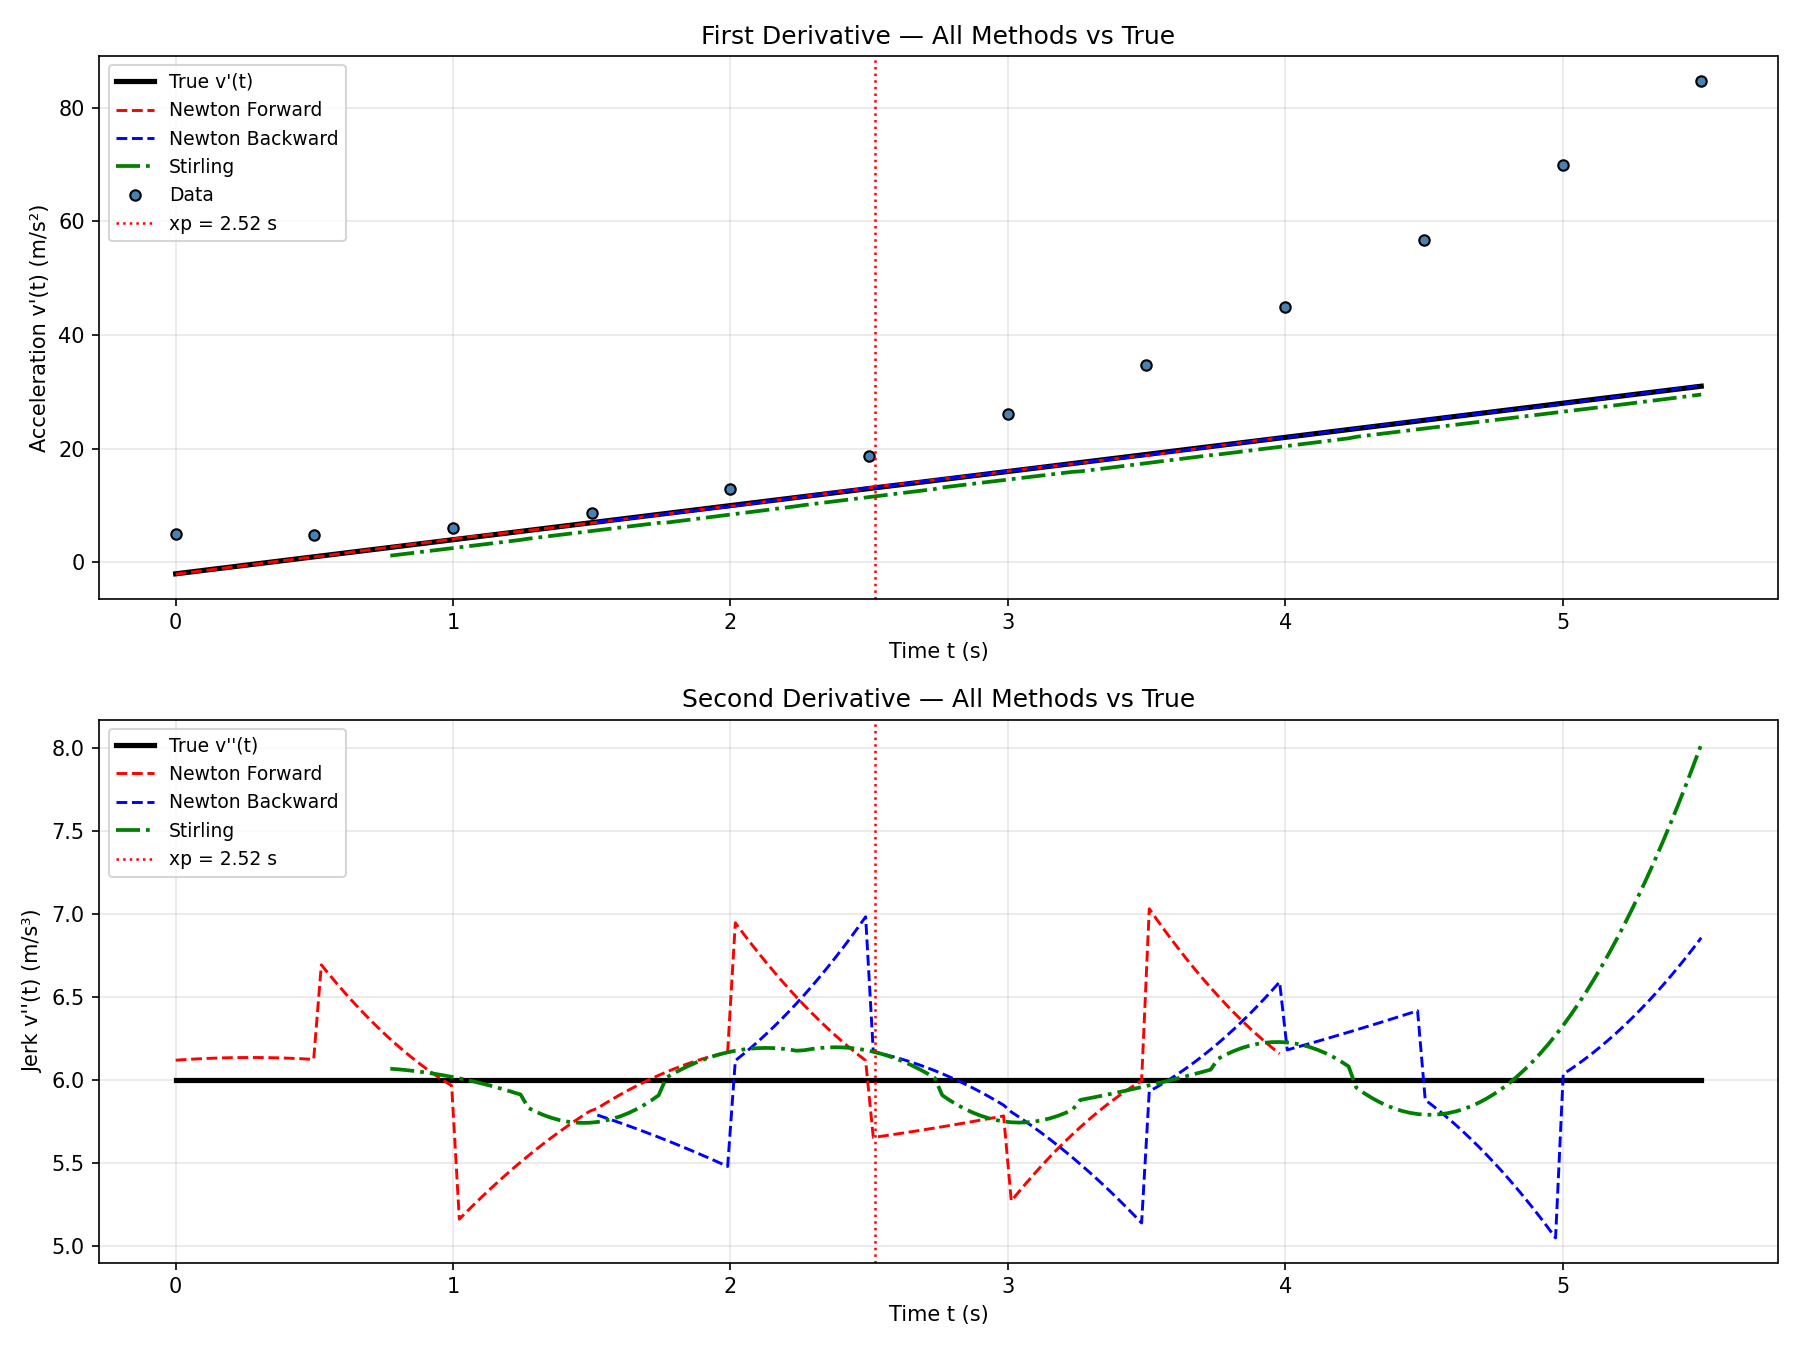 First Derivative — All Methods vs True
Acceleration v'(t) (m/s²)
80
60
40
20
0
True v'(t)
Newton Forward
Newton Backward
Stirling
Data
xp = 2.52 s
0 1 2 3 4 5
Time t (s)
Second Derivative — All Methods vs True
Jerk v''(t) (m/s³)
8.0
7.5
7.0
6.5
6.0
5.5
5.0
True v''(t)
Newton Forward
Newton Backward
Stirling
xp = 2.52 s
0 1 2 3 4 5
Time t (s)